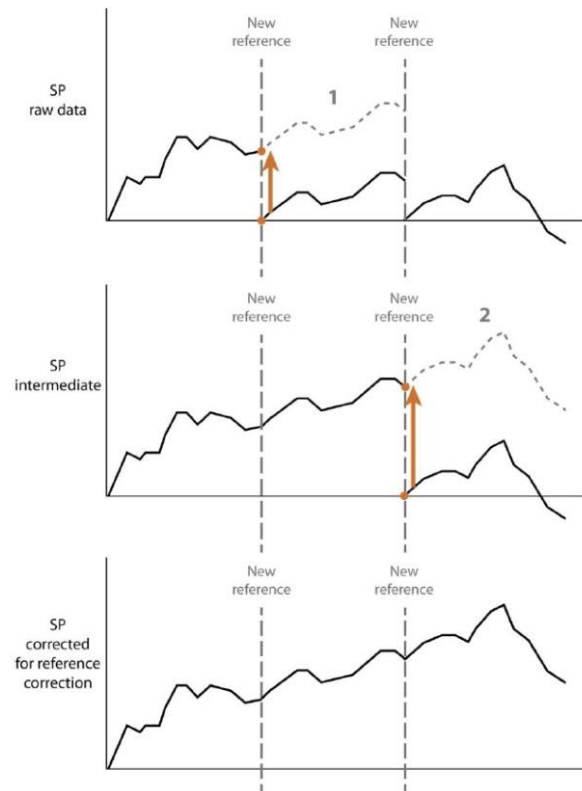 New
reference
New
reference
SP
raw data
1
New
reference
New
reference
SP
intermediate
2
New
reference
New
reference
SP
corrected
for reference
correction